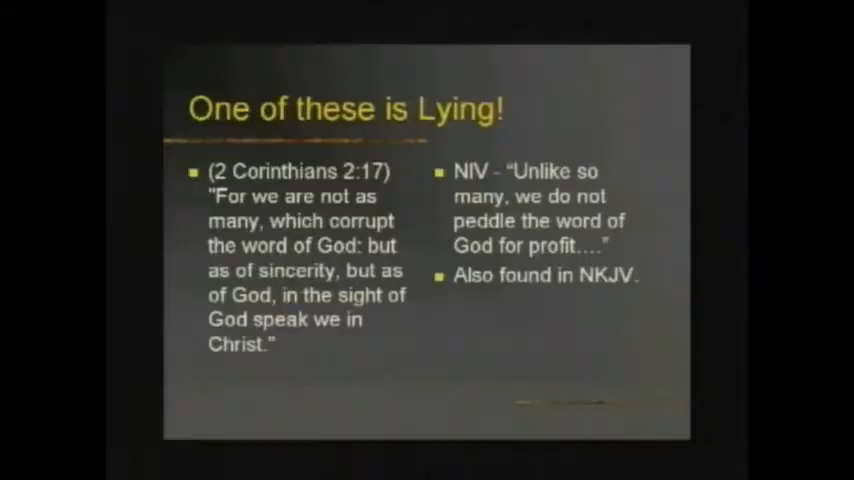 One of these is Lying!
(2 Corinthians 2:17)
"For we are not as
many, which corrupt
the word of God: but
as of sincerity, but as
of God, in the sight of
God speak we in
Christ."
NIV - “Unlike so
many, we do not
peddle the word of
God for profit....”
Also found in NKJV.